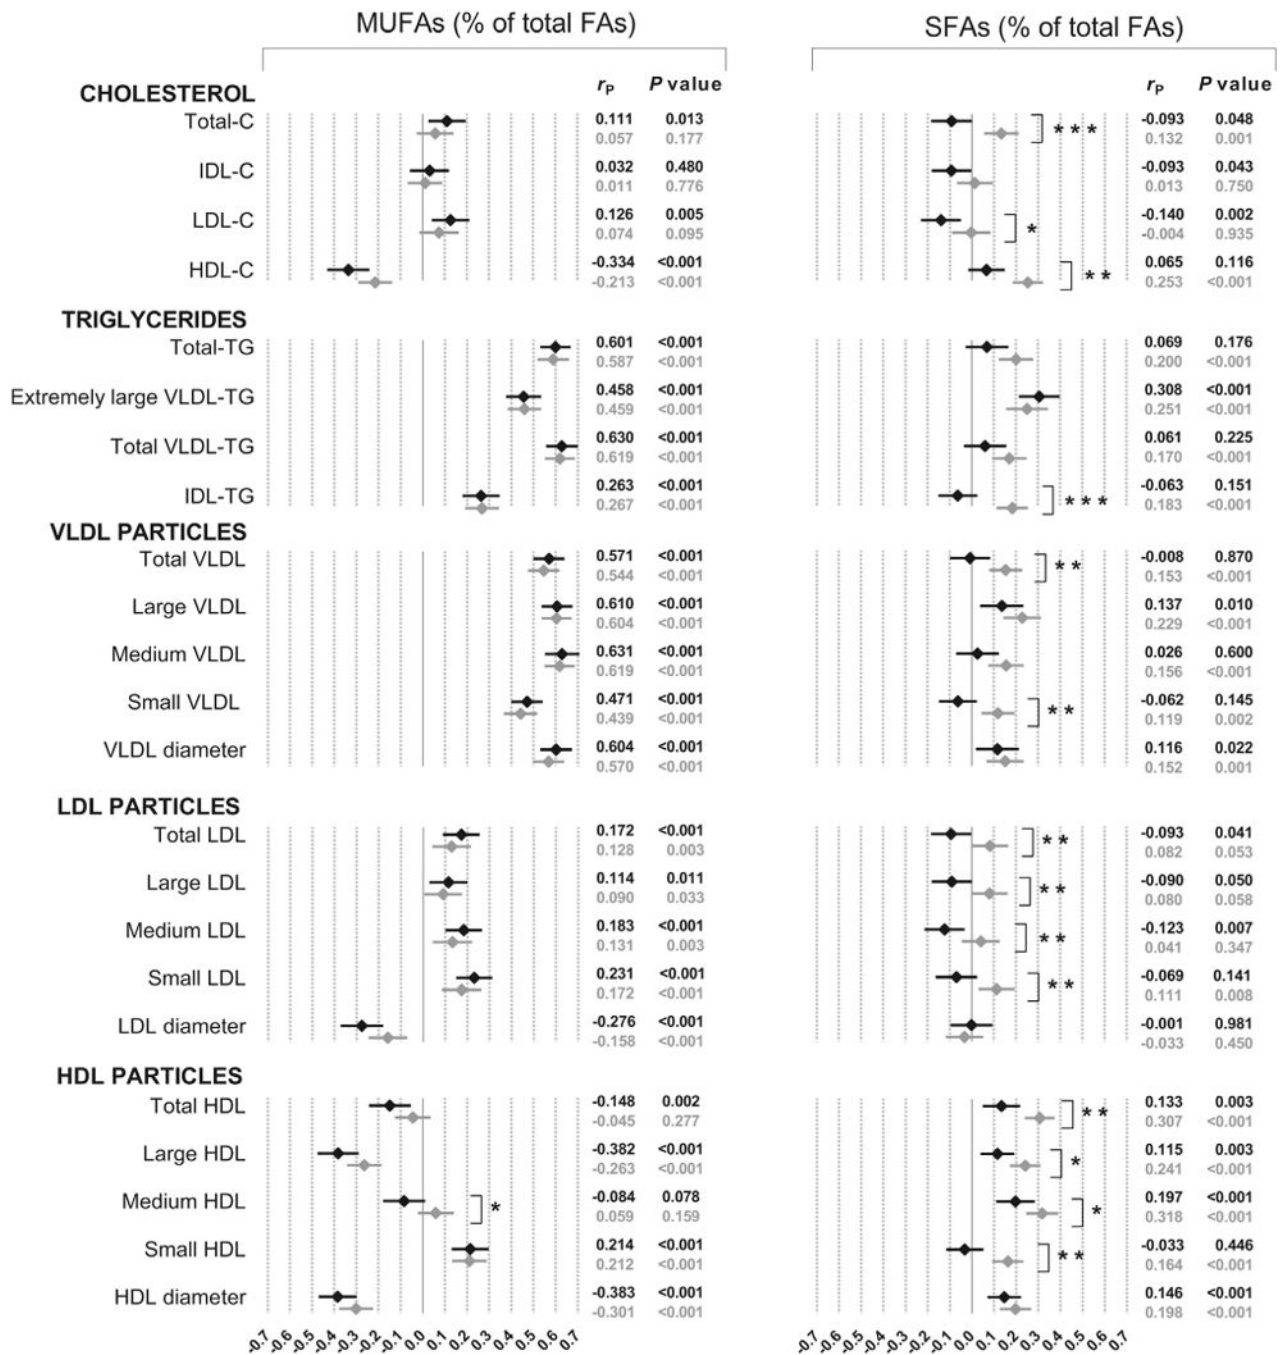 MUFAs (% of total FAs) SFAs (% of total FAs)
rP P value rP P value
CHOLESTEROL
Total-C 0.111 0.013 -0.093 0.048
0.057 0.177 0.132 0.001 ***
IDL-C 0.032 0.480 -0.093 0.043
0.011 0.776 0.013 0.750
LDL-C 0.126 0.005 -0.140 0.002
0.074 0.095 * -0.004 0.935
HDL-C -0.334 <0.001 0.065 0.116
-0.213 <0.001 ** 0.253 <0.001
TRIGLYCERIDES
Total-TG 0.601 <0.001 0.069 0.176
0.587 <0.001 0.200 <0.001
Extremely large VLDL-TG 0.458 <0.001 0.308 <0.001
0.459 <0.001 0.251 <0.001
Total VLDL-TG 0.630 <0.001 0.061 0.225
0.619 <0.001 0.170 <0.001
IDL-TG 0.263 <0.001 -0.063 0.151
0.267 <0.001 *** 0.183 <0.001
VLDL PARTICLES
Total VLDL 0.571 <0.001 -0.008 0.870
0.544 <0.001 ** 0.153 <0.001
Large VLDL 0.610 <0.001 0.137 0.010
0.604 <0.001 0.229 <0.001
Medium VLDL 0.631 <0.001 0.026 0.600
0.619 <0.001 0.156 <0.001
Small VLDL 0.471 <0.001 -0.062 0.145
0.439 <0.001 ** 0.119 0.002
VLDL diameter 0.604 <0.001 0.116 0.022
0.570 <0.001 0.152 0.001
LDL PARTICLES
Total LDL 0.172 <0.001 -0.093 0.041
0.128 0.003 ** 0.082 0.053
Large LDL 0.114 0.011 -0.090 0.050
0.090 0.033 ** 0.080 0.058
Medium LDL 0.183 <0.001 -0.123 0.007
0.131 0.003 ** 0.041 0.347
Small LDL 0.231 <0.001 -0.069 0.141
0.172 <0.001 ** 0.111 0.008
LDL diameter -0.276 <0.001 -0.001 0.981
-0.158 <0.001 -0.033 0.450
HDL PARTICLES
Total HDL -0.148 0.002 0.133 0.003
-0.045 0.277 ** 0.307 <0.001
Large HDL -0.382 <0.001 0.115 0.003
-0.263 <0.001 * 0.241 <0.001
Medium HDL * -0.084 0.078 * 0.197 <0.001
0.059 0.159 0.318 <0.001
Small HDL 0.214 <0.001 -0.033 0.446
0.212 <0.001 ** 0.164 <0.001
HDL diameter -0.383 <0.001 0.146 <0.001
-0.301 <0.001 0.198 <0.001
-0.7 -0.6 -0.5 -0.4 -0.3 -0.2 -0.1 0.0 0.1 0.2 0.3 0.4 0.5 0.6 0.7 -0.7 -0.6 -0.5 -0.4 -0.3 -0.2 -0.1 0.0 0.1 0.2 0.3 0.4 0.5 0.6 0.7